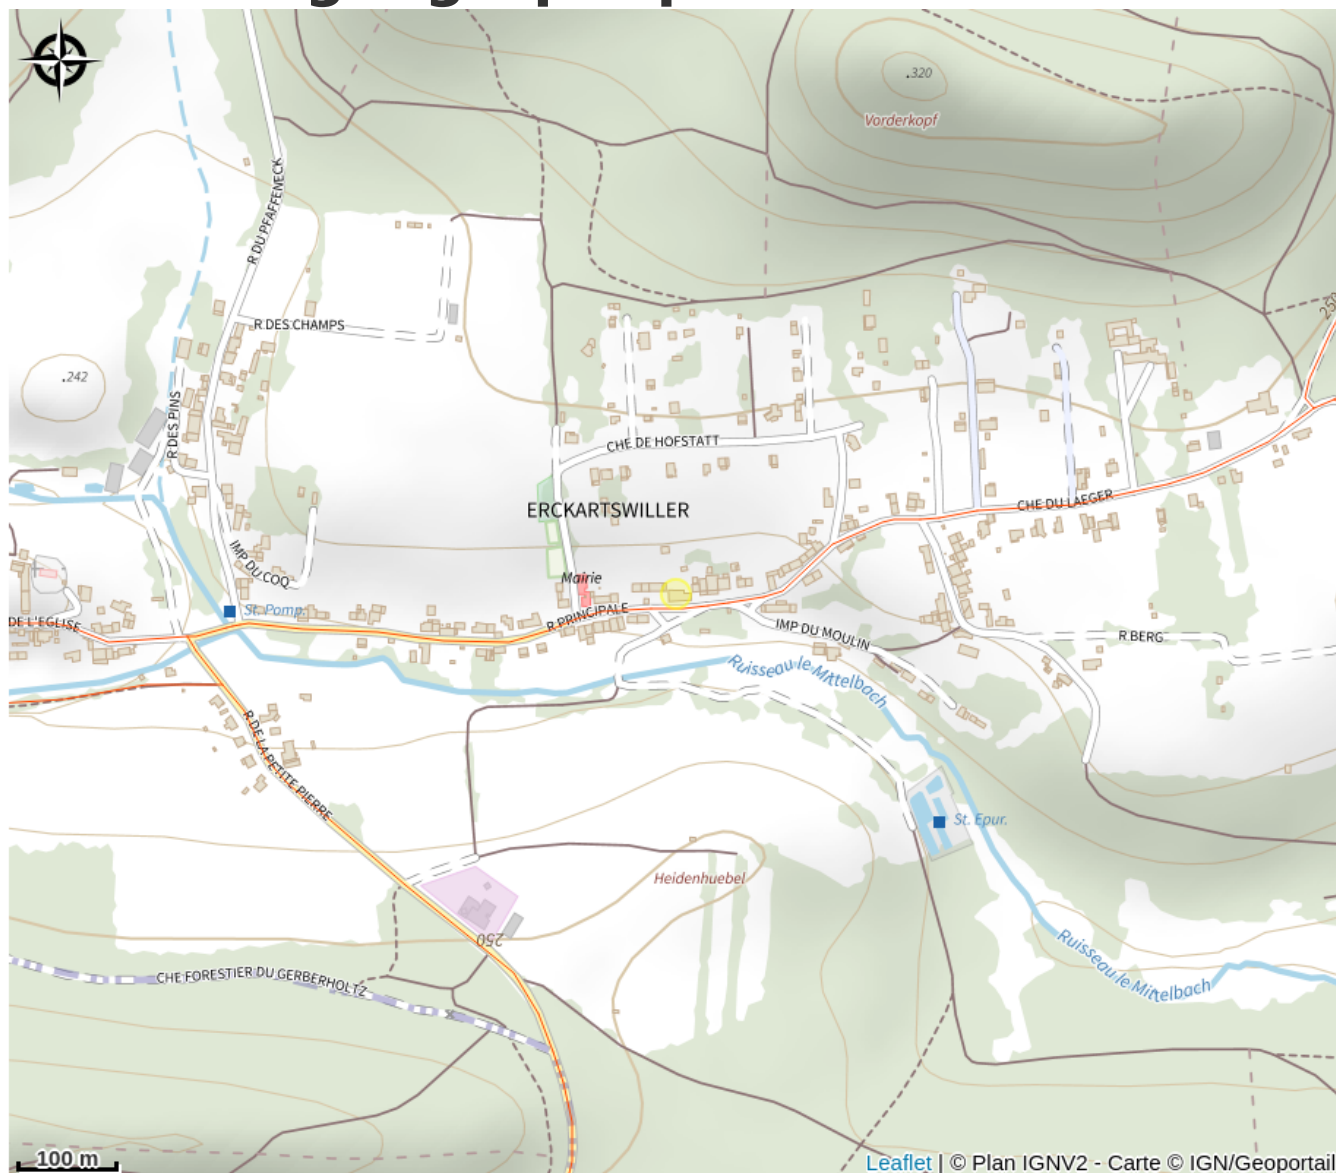 .320
Vorderkopf
R DU PFAFFENECK
R DES CHAMPS
.242
R DES PINS
CHE DE HOFSTATT
ERCKARTSWILLER
CHE DU LAEGER
IMP DU COQ
Mairie
St. Pomp.
R PRINCIPALE
DE L'EGLISE
IMP DU MOULIN
R BERG
Ruisseau le Mittelbach
R DE LA PETITE PIERRE
St. Epur.
Heidenhuebel
250
CHE FORESTIER DU GERBERHOLTZ
Ruisseau le Mittelbach
100 m
Leaflet | © Plan IGNV2 - Carte © IGN/Geoportail